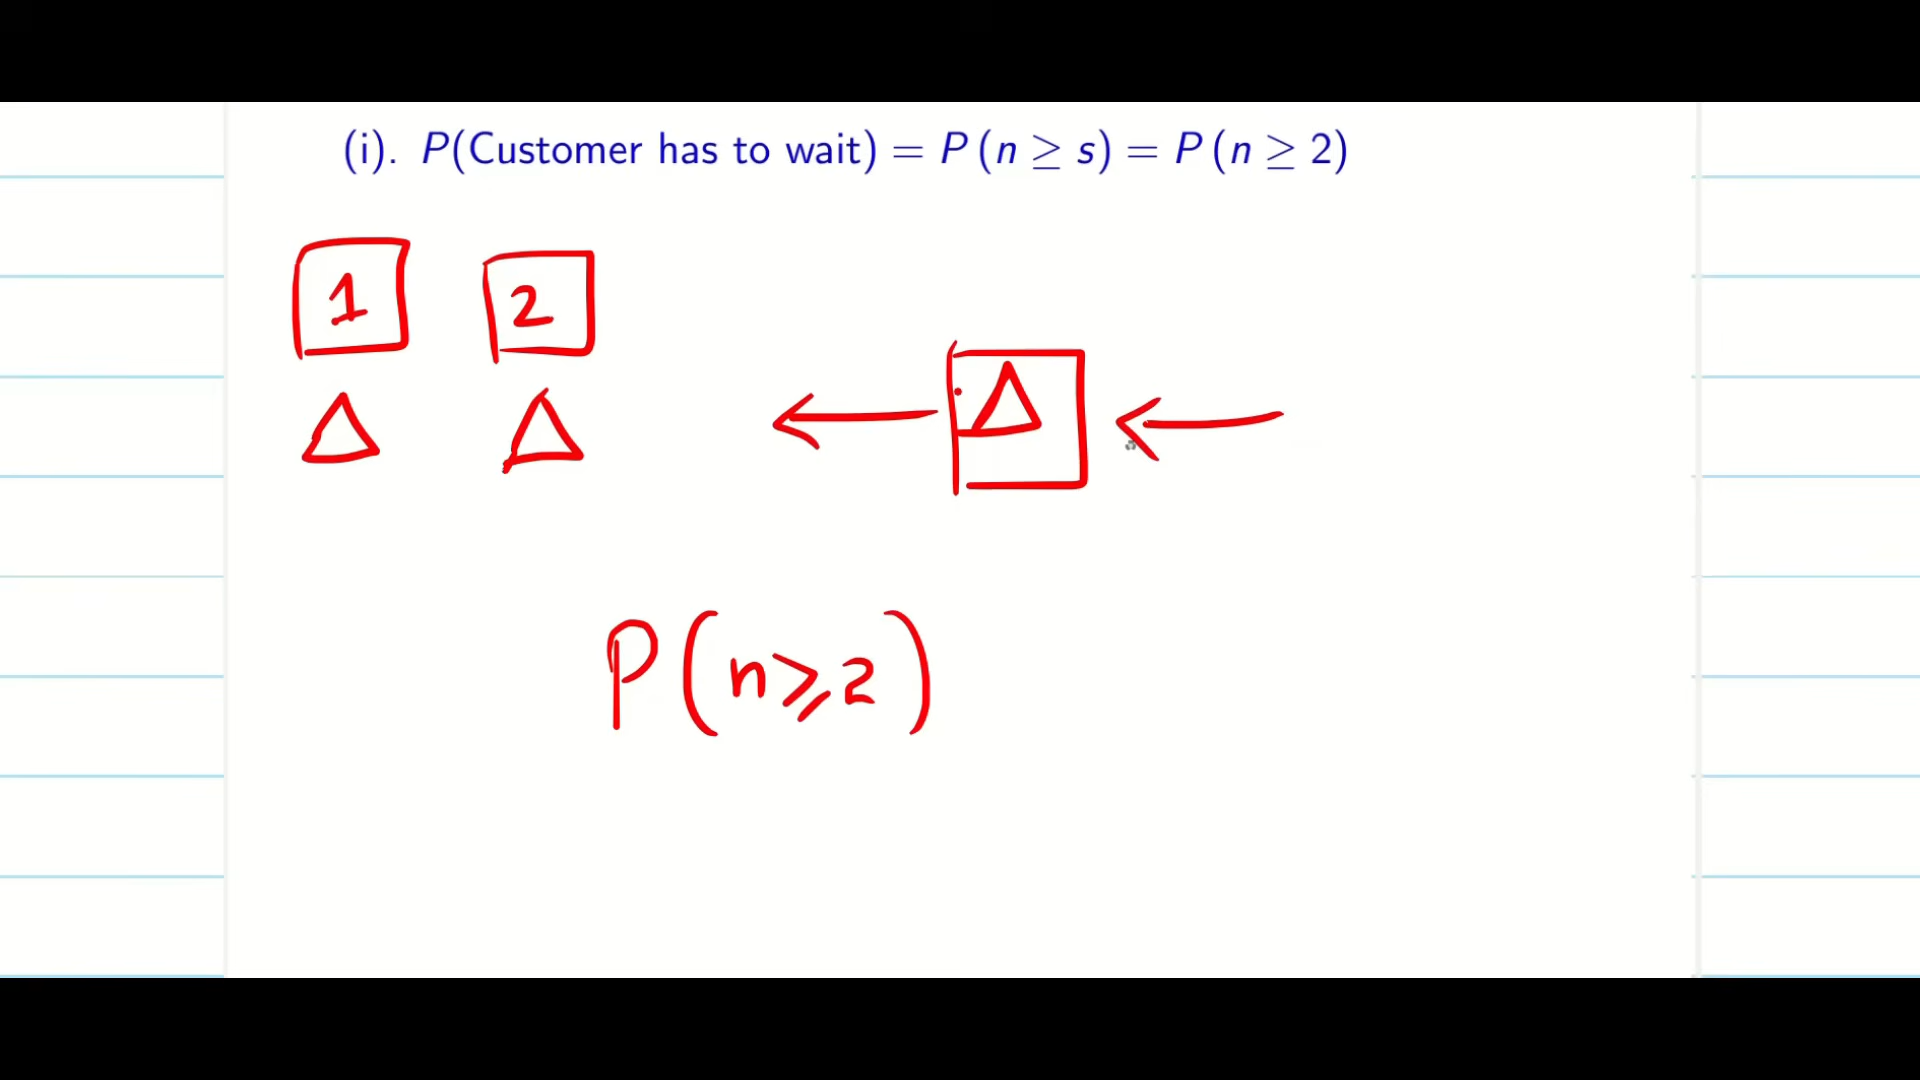 (i). P(Customer has to wait) = P (n ≥ s) = P (n ≥ 2)
1 2
P(n⩾2)